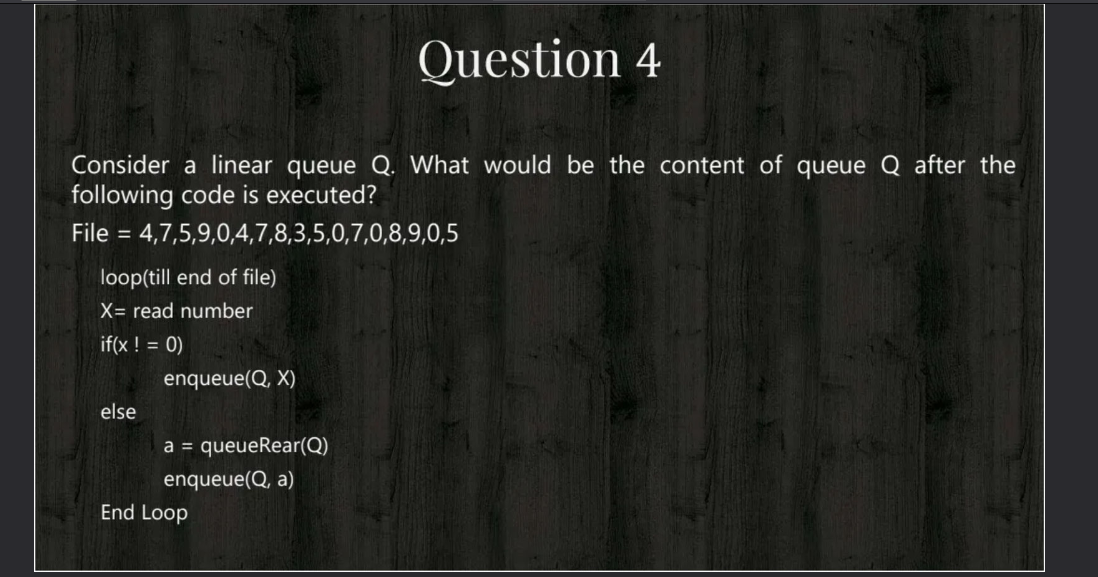 Question 4
Consider a linear queue Q. What would be the content of queue Q after the
following code is executed?
File = 4,7,5,9,0,4,7,8,3,5,0,7,0,8,9,0,5
loop(till end of file)
X= read number
if(x ! = 0)
enqueue(Q, X)
else
a = queueRear(Q)
enqueue(Q, a)
End Loop